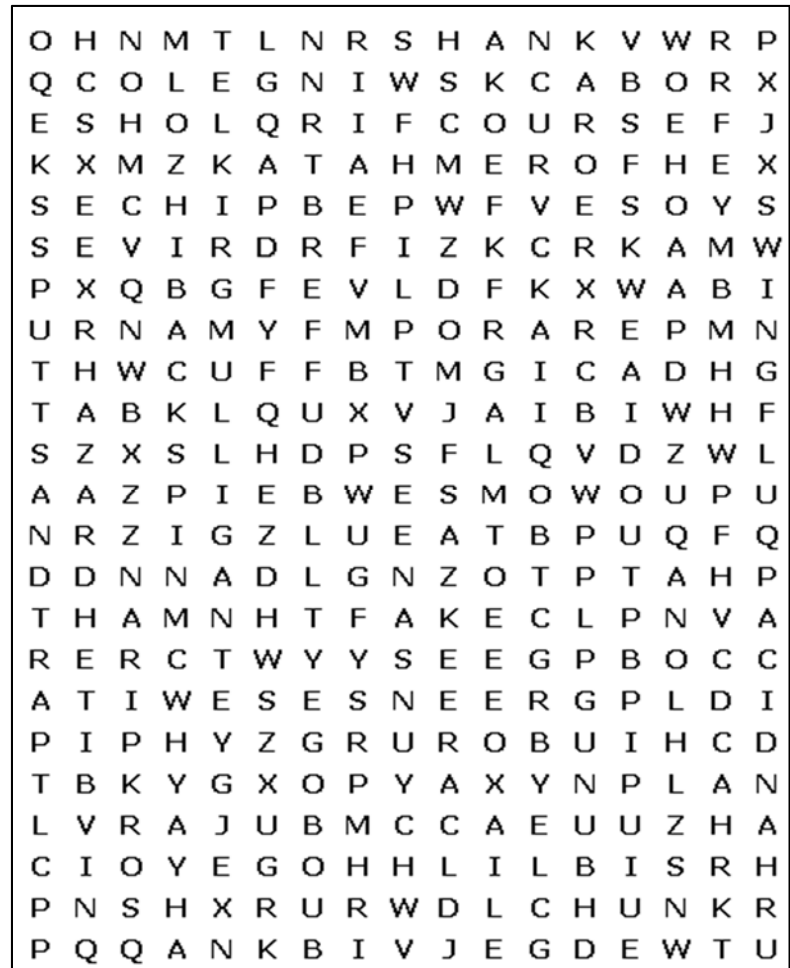 O H N M T L N R S H A N K V W R P
Q C O L E G N I W S K C A B O R X
E S H O L Q R I F C O U R S E F J
K X M Z K A T A H M E R O F H E X
S E C H I P B E P W F V E S O Y S
S E V I R D R F I Z K C R K A M W
P X Q B G F E V L D F K X W A B I
U R N A M Y F M P O R A R E P M N
T H W C U F F B T M G I C A D H G
T A B K L Q U X V J A I B I W H F
S Z X S L H D P S F L Q V D Z W L
A A Z P I E B W E S M O W O U P U
N R Z I G Z L U E A T B P U Q F Q
D D N N A D L G N Z O T P T A H P
T H A M N H T F A K E C L P N V A
R E R C T W Y Y S E E G P B O C C
A T I W E S E S N E E R G P L D I
P I P H Y Z G R U R O B U I H C D
T B K Y G X O P Y A X Y N P L A N
L V R A J U B M C C A E U U Z H A
C I O Y E G O H H L I L B I S R H
P N S H X R U R W D L C H U N K R
P Q Q A N K B I V J E G D E W T U